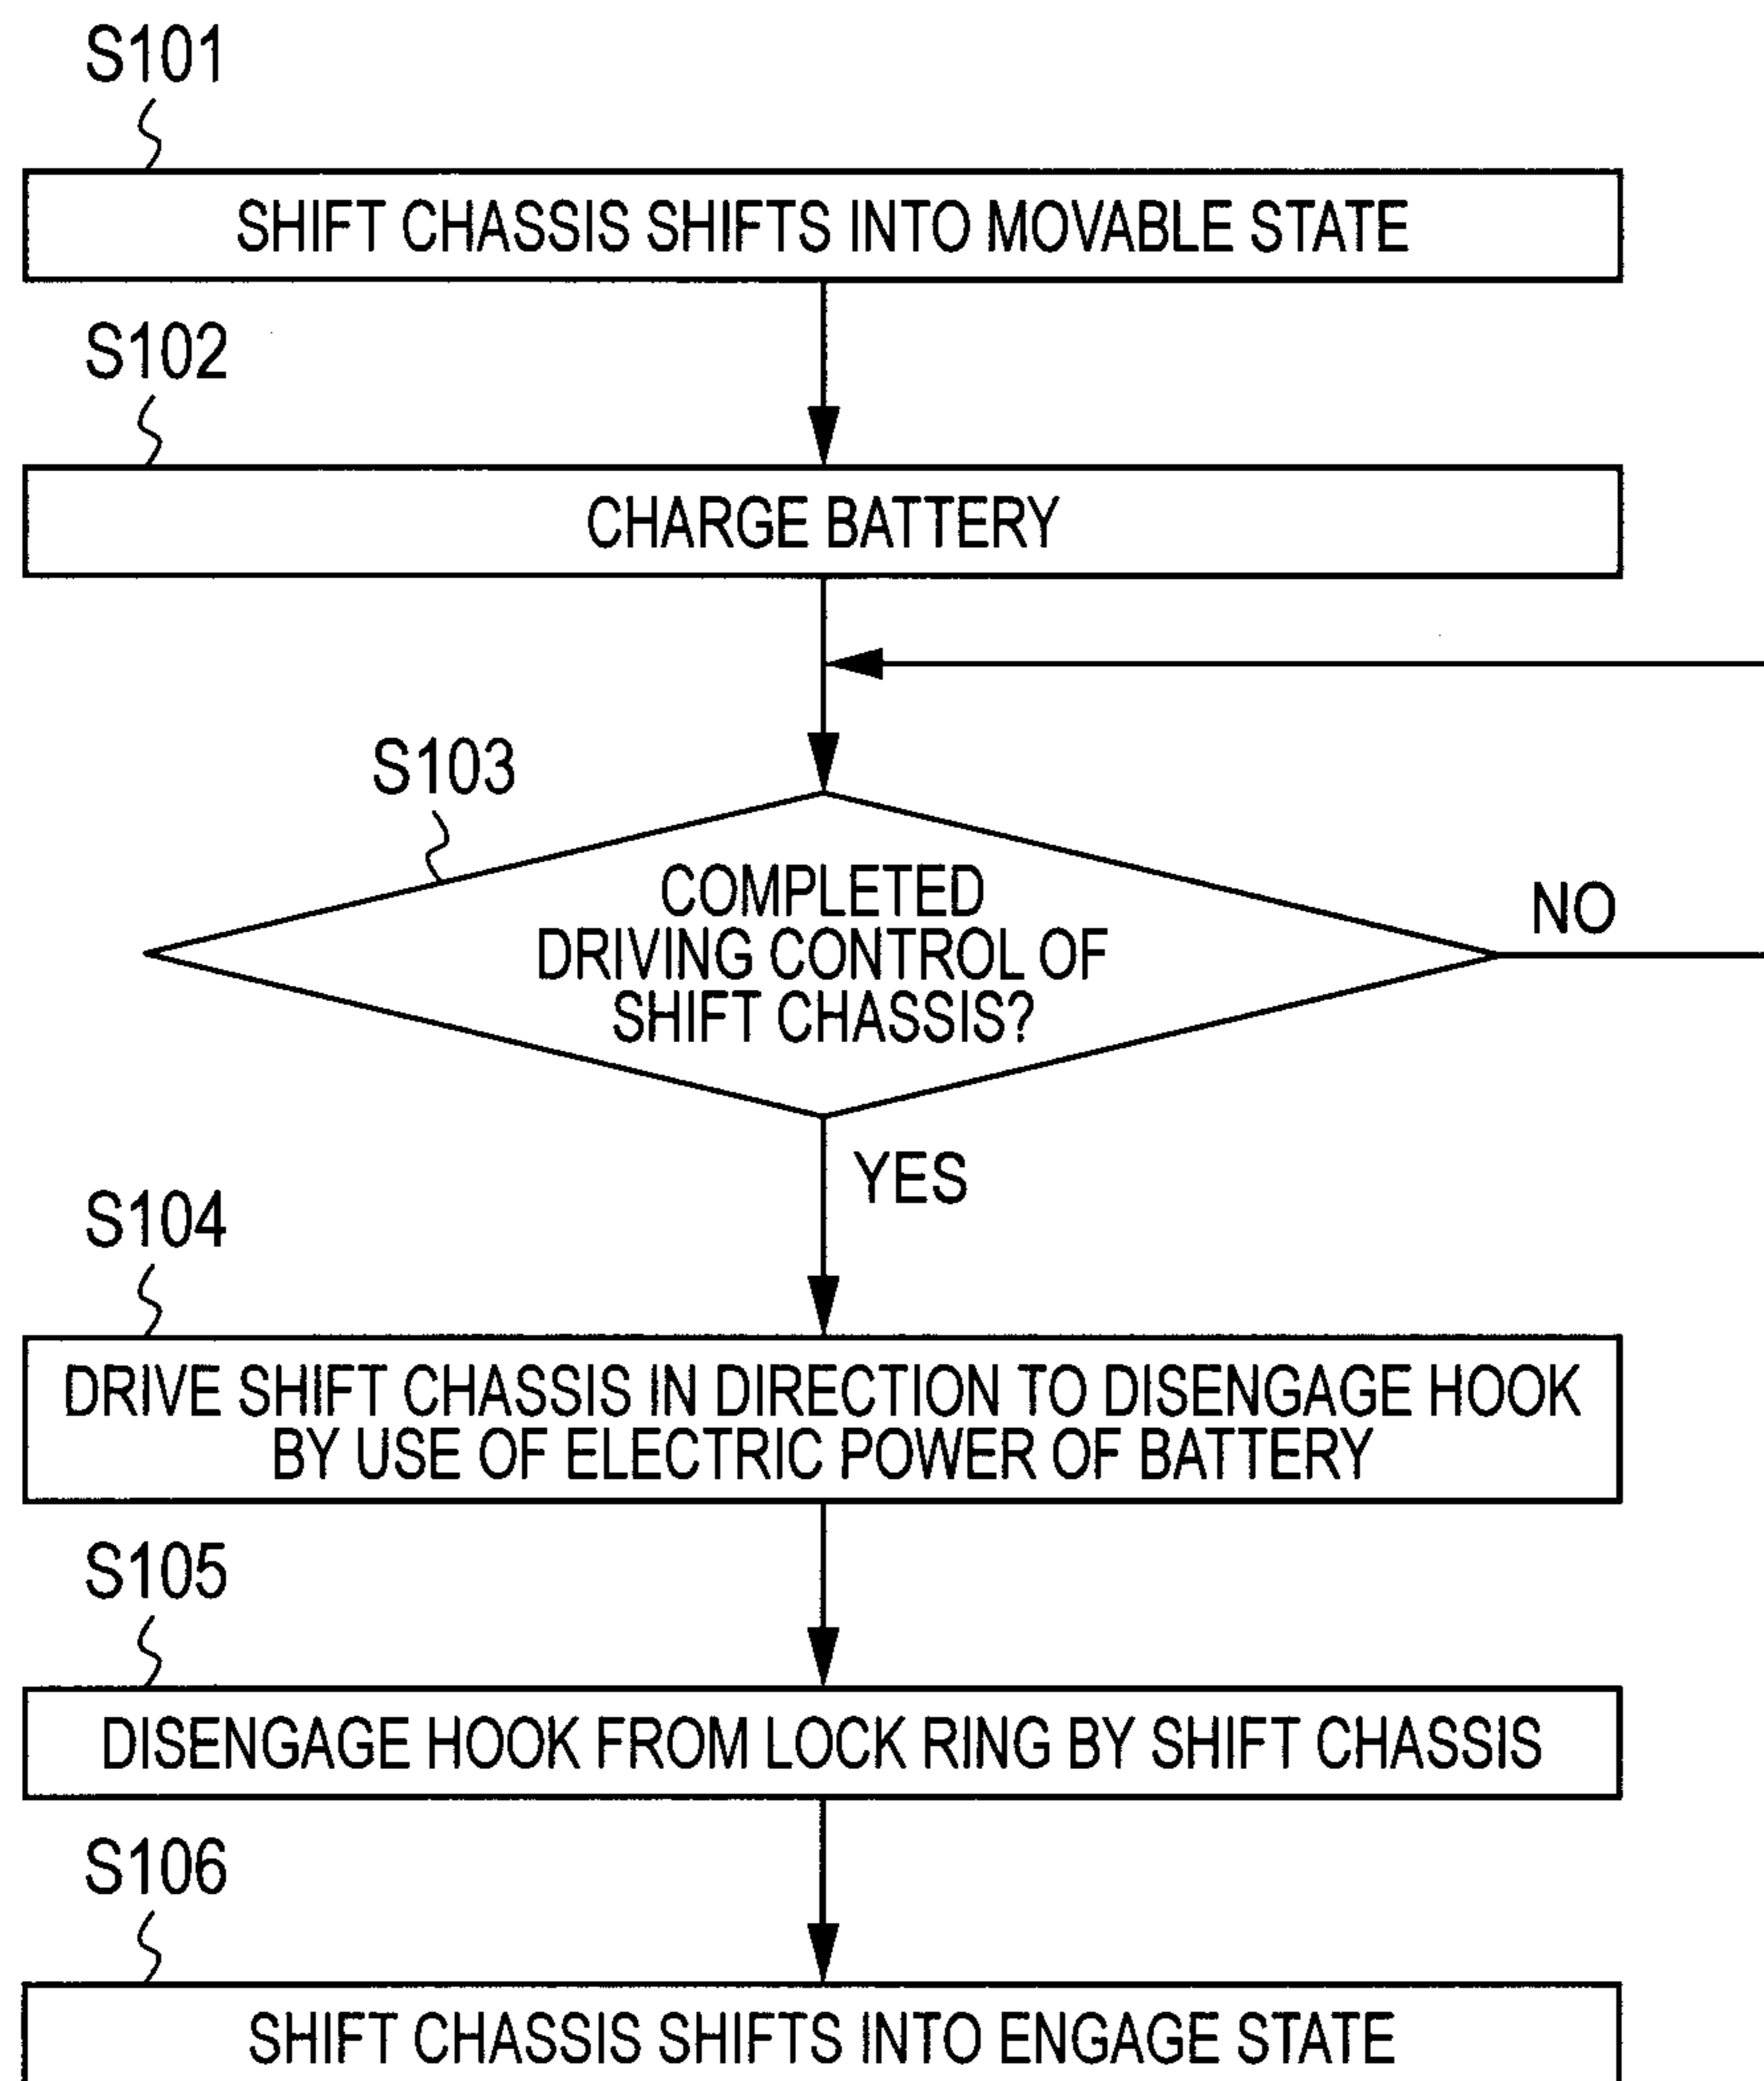 S101
SHIFT CHASSIS SHIFTS INTO MOVABLE STATE
S102
CHARGE BATTERY
S103
COMPLETED
DRIVING CONTROL OF
SHIFT CHASSIS?
NO
YES
S104
DRIVE SHIFT CHASSIS IN DIRECTION TO DISENGAGE HOOK
BY USE OF ELECTRIC POWER OF BATTERY
S105
DISENGAGE HOOK FROM LOCK RING BY SHIFT CHASSIS
S106
SHIFT CHASSIS SHIFTS INTO ENGAGE STATE